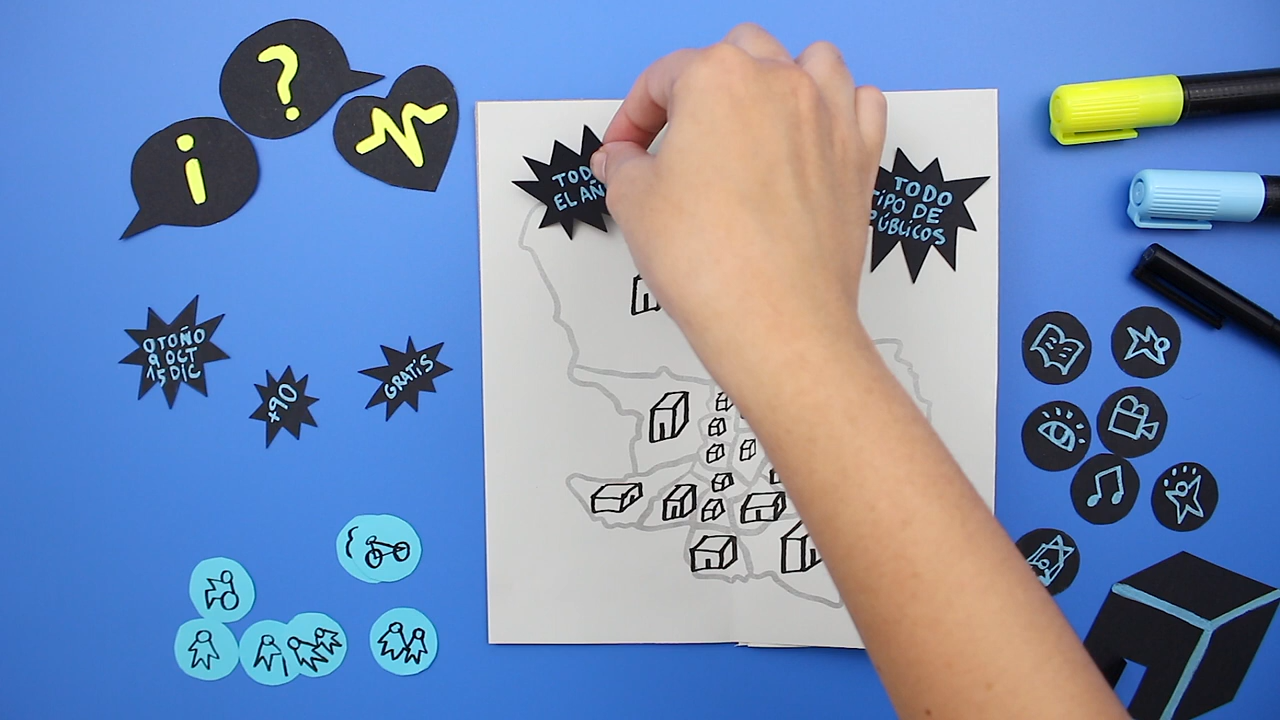 ?
i
TODO
EL AÑ
TODO
TIPO DE
PÚBLICOS
OTOÑO
9 OCT
15 DIC
+90
GRATIS